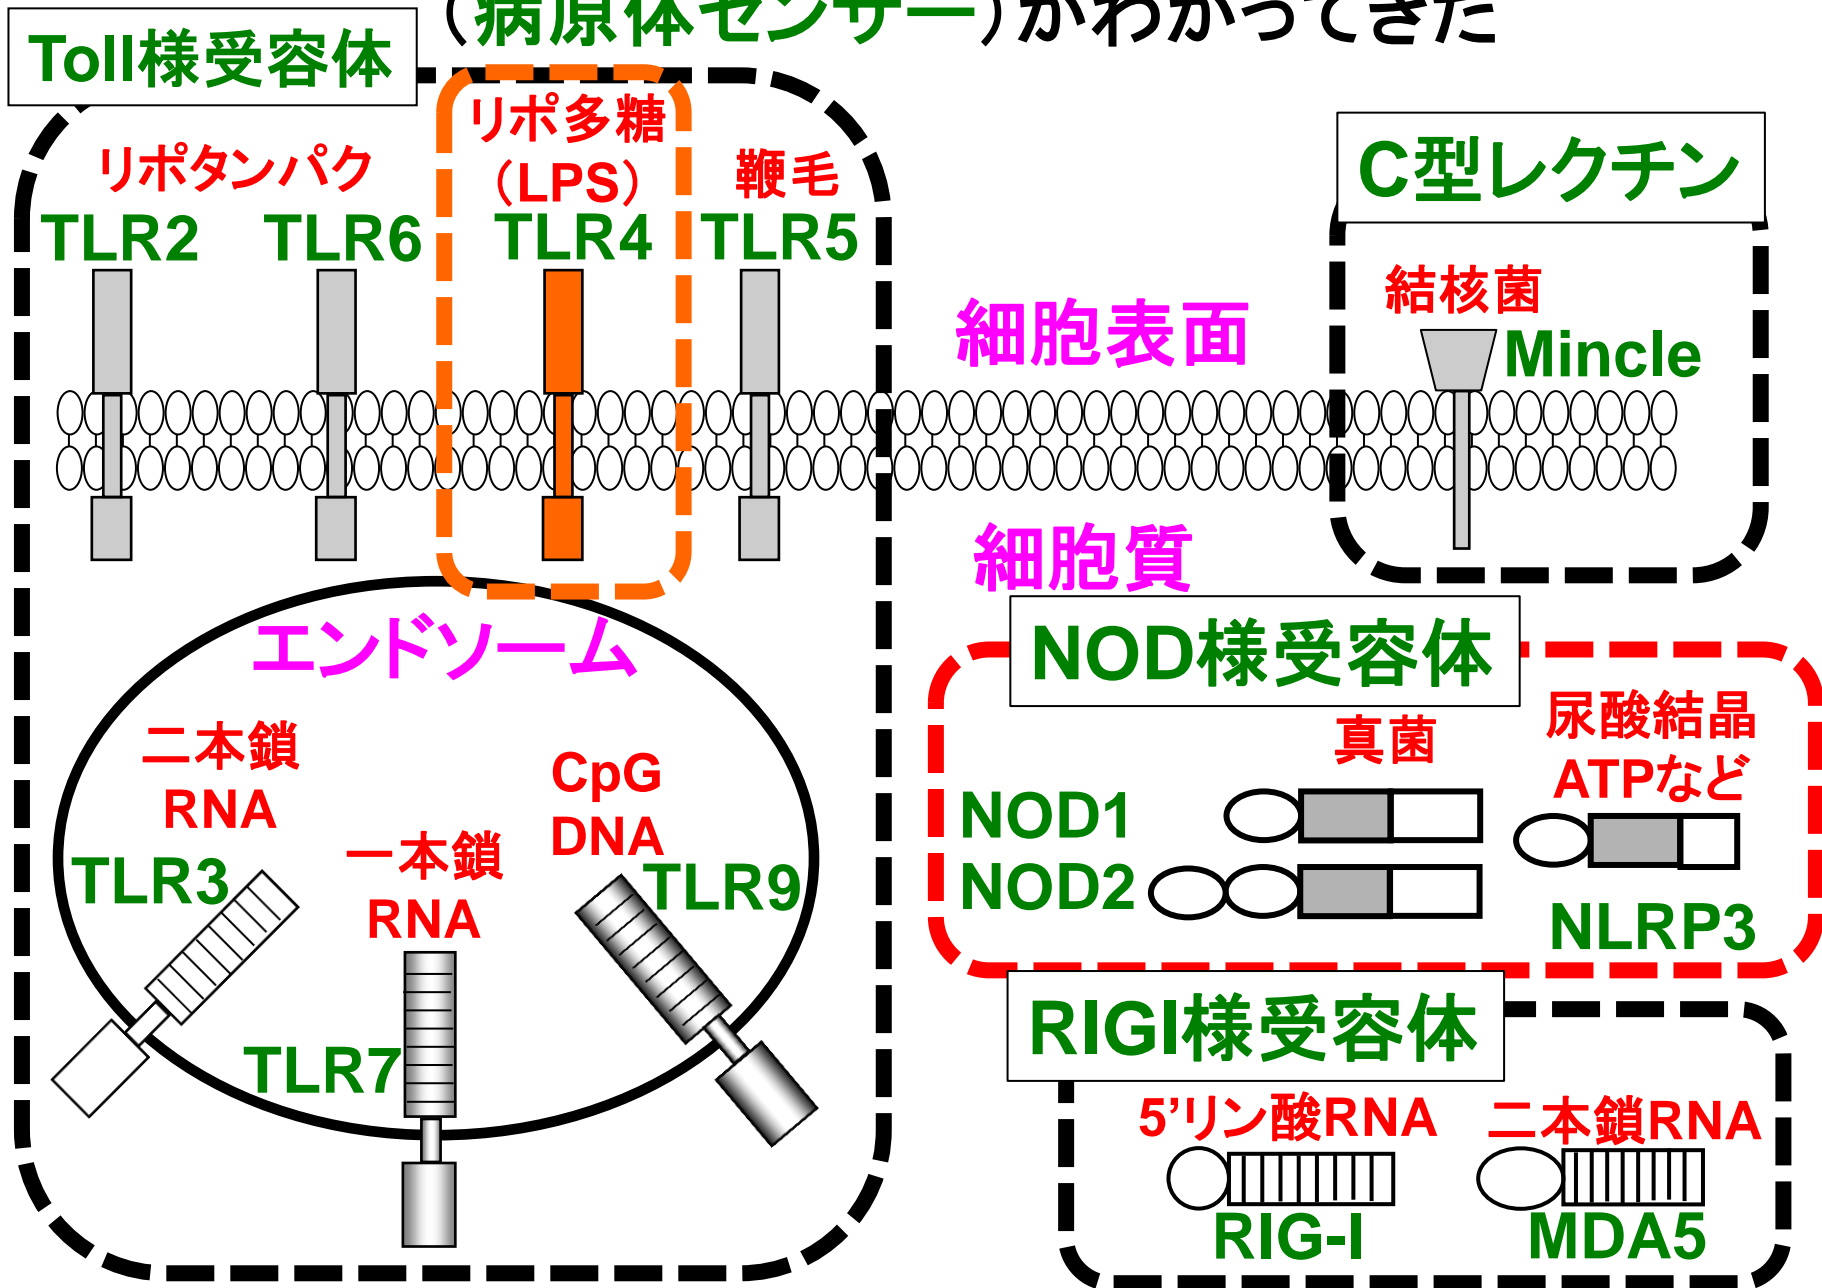 (病原体センサー)がわかってきた
Toll様受容体
リポタンパク
TLR2
TLR6
リポ多糖
(LPS)
TLR4
鞭毛
TLR5
C型レクチン
結核菌
Mincle
細胞表面
細胞質
エンドソーム
二本鎖
RNA
TLR3
一本鎖
RNA
TLR7
CpG
DNA
TLR9
NOD様受容体
真菌
NOD1
NOD2
尿酸結晶
ATPなど
NLRP3
RIGI様受容体
5’リン酸RNA
RIG-I
二本鎖RNA
MDA5